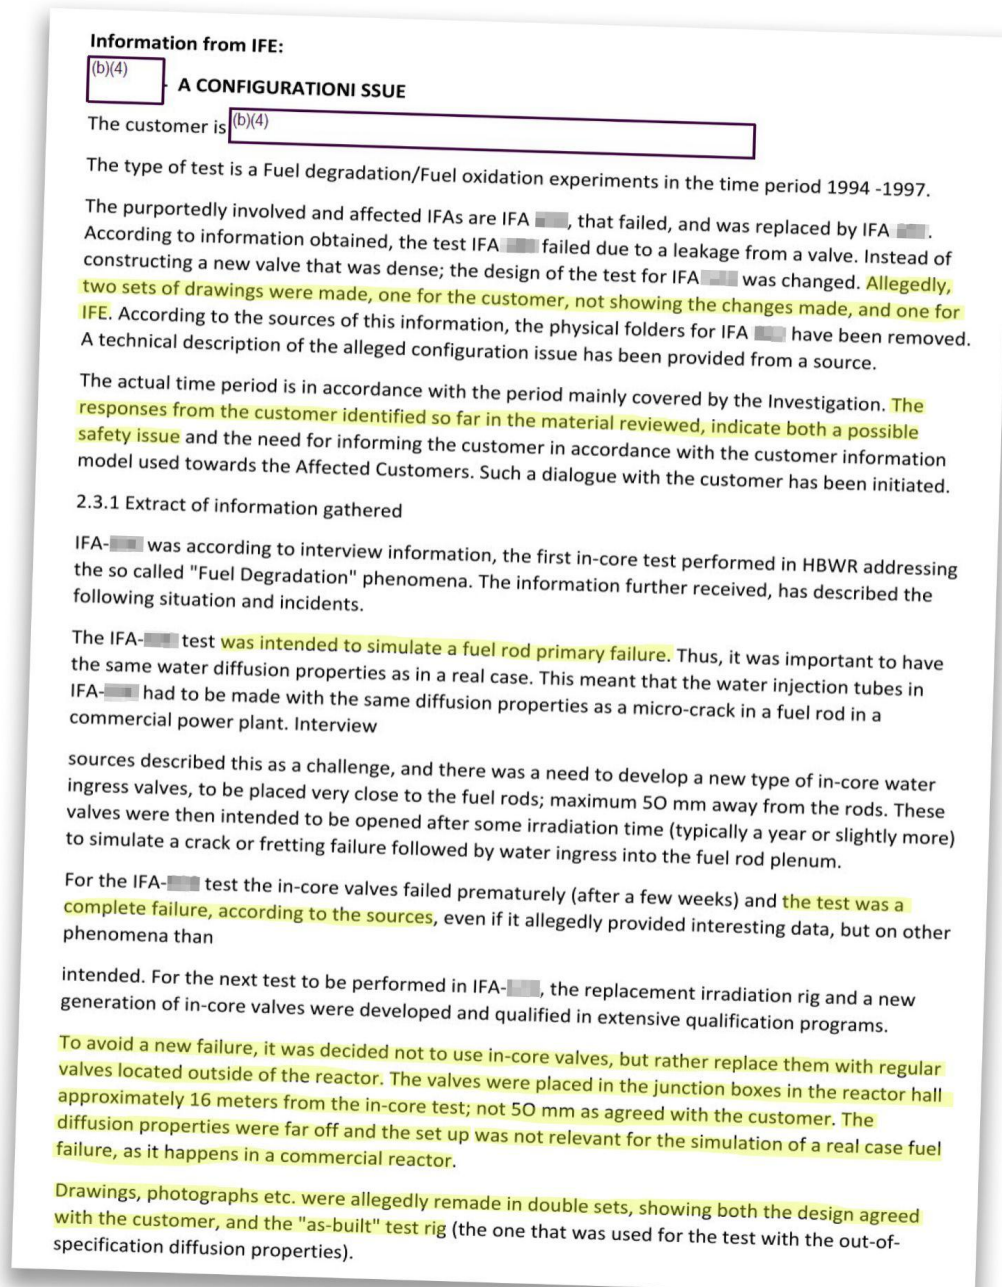 Information from IFE:
(b)(4)
- A CONFIGURATIONI SSUE
The customer is (b)(4)
The type of test is a Fuel degradation/Fuel oxidation experiments in the time period 1994 -1997.
The purportedly involved and affected IFAs are IFA , that failed, and was replaced by IFA .
According to information obtained, the test IFA failed due to a leakage from a valve. Instead of
constructing a new valve that was dense; the design of the test for IFA was changed. Allegedly,
two sets of drawings were made, one for the customer, not showing the changes made, and one for
IFE. According to the sources of this information, the physical folders for IFA have been removed.
A technical description of the alleged configuration issue has been provided from a source.
The actual time period is in accordance with the period mainly covered by the Investigation. The
responses from the customer identified so far in the material reviewed, indicate both a possible
safety issue and the need for informing the customer in accordance with the customer information
model used towards the Affected Customers. Such a dialogue with the customer has been initiated.
2.3.1 Extract of information gathered
IFA- was according to interview information, the first in-core test performed in HBWR addressing
the so called "Fuel Degradation" phenomena. The information further received, has described the
following situation and incidents.
The IFA- test was intended to simulate a fuel rod primary failure. Thus, it was important to have
the same water diffusion properties as in a real case. This meant that the water injection tubes in
IFA- had to be made with the same diffusion properties as a micro-crack in a fuel rod in a
commercial power plant. Interview
sources described this as a challenge, and there was a need to develop a new type of in-core water
ingress valves, to be placed very close to the fuel rods; maximum 5O mm away from the rods. These
valves were then intended to be opened after some irradiation time (typically a year or slightly more)
to simulate a crack or fretting failure followed by water ingress into the fuel rod plenum.
For the IFA- test the in-core valves failed prematurely (after a few weeks) and the test was a
complete failure, according to the sources, even if it allegedly provided interesting data, but on other
phenomena than
intended. For the next test to be performed in IFA- , the replacement irradiation rig and a new
generation of in-core valves were developed and qualified in extensive qualification programs.
To avoid a new failure, it was decided not to use in-core valves, but rather replace them with regular
valves located outside of the reactor. The valves were placed in the junction boxes in the reactor hall
approximately 16 meters from the in-core test; not 5O mm as agreed with the customer. The
diffusion properties were far off and the set up was not relevant for the simulation of a real case fuel
failure, as it happens in a commercial reactor.
Drawings, photographs etc. were allegedly remade in double sets, showing both the design agreed
with the customer, and the "as-built" test rig (the one that was used for the test with the out-of-
specification diffusion properties).